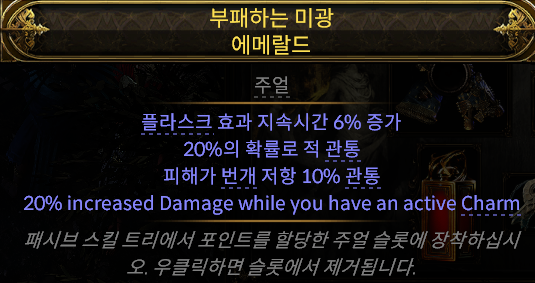 부패하는 미광
에메랄드
주얼
플라스크 효과 지속시간 6% 증가
20%의 확률로 적 관통
피해가 번개 저항 10% 관통
20% increased Damage while you have an active Charm
패시브 스킬 트리에서 포인트를 할당한 주얼 슬롯에 장착하십시
오. 우클릭하면 슬롯에서 제거됩니다.